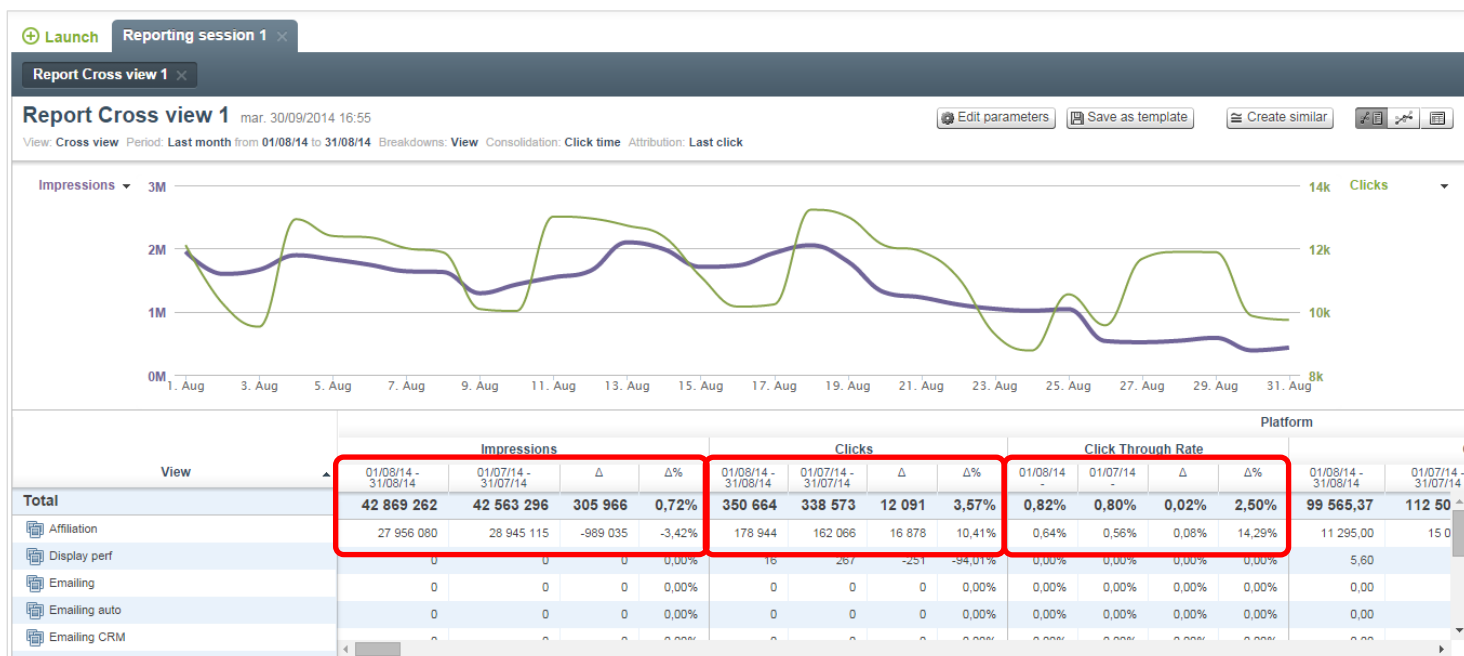 Launch Reporting session 1 ×
Report Cross view 1 ×
Report Cross view 1 mar. 30/09/2014 16:55 Edit parameters Save as template Create similar
View: Cross view Period: Last month from 01/08/14 to 31/08/14 Breakdowns: View Consolidation: Click time Attribution: Last click
Impressions 3M 14k Clicks
2M 12k
1M 10k
0M 8k
1. Aug 3. Aug 5. Aug 7. Aug 9. Aug 11. Aug 13. Aug 15. Aug 17. Aug 19. Aug 21. Aug 23. Aug 25. Aug 27. Aug 29. Aug 31. Aug
Platform
Impressions Clicks Click Through Rate
View 01/08/14 - 01/07/14 - Δ Δ% 01/08/14 - 01/07/14 - Δ Δ% 01/08/14 01/07/14 Δ Δ% 01/08/14 - 01/07/14 -
31/08/14 31/07/14 31/08/14 31/07/14 - - 31/08/14 31/07/14
Total 42 869 262 42 563 296 305 966 0,72% 350 664 338 573 12 091 3,57% 0,82% 0,80% 0,02% 2,50% 99 565,37 112 50
Affiliation 27 956 080 28 945 115 -989 035 -3,42% 178 944 162 066 16 878 10,41% 0,64% 0,56% 0,08% 14,29% 11 295,00 15 0
Display perf 0 0 0 0,00% 16 267 -251 -94,01% 0,00% 0,00% 0,00% 0,00% 5,60
Emailing 0 0 0 0,00% 0 0 0 0,00% 0,00% 0,00% 0,00% 0,00% 0,00
Emailing auto 0 0 0 0,00% 0 0 0 0,00% 0,00% 0,00% 0,00% 0,00% 0,00
Emailing CRM